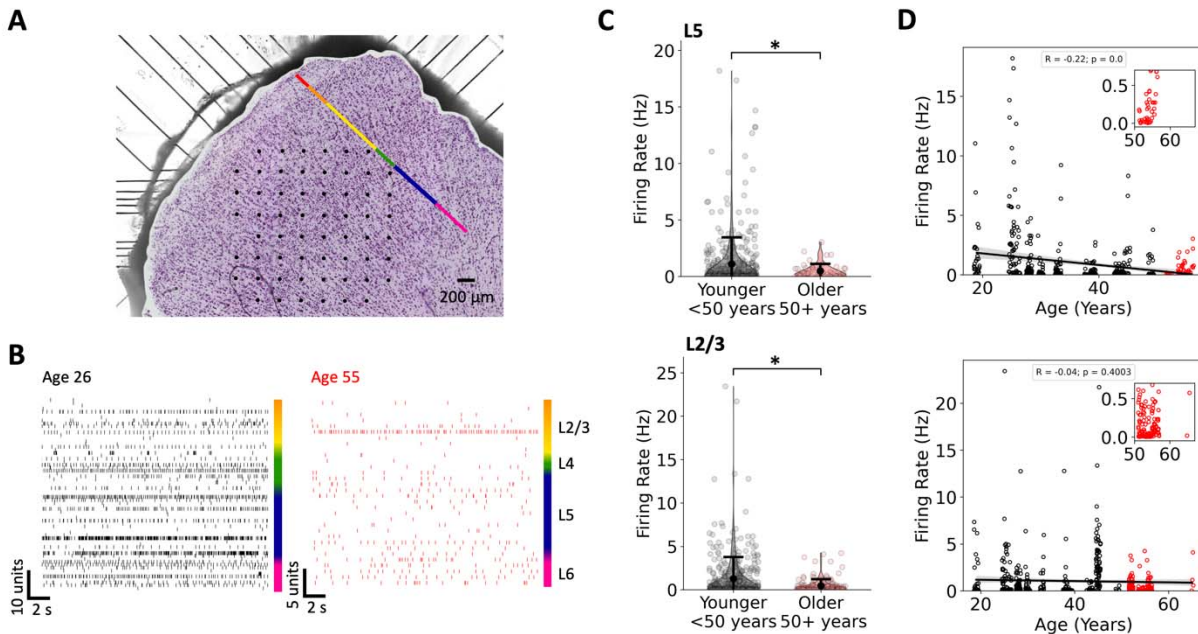 A
200 µm
B
Age 26
Age 55
L2/3
L4
L5
L6
10 units
2 s
5 units
2 s
C
L5
*
Firing Rate (Hz)
20
15
10
5
0
Younger
<50 years
Older
50+ years
L2/3
*
Firing Rate (Hz)
25
20
15
10
5
0
Younger
<50 years
Older
50+ years
D
R = -0.22; p = 0.0
Firing Rate (Hz)
20
15
10
5
0
0.5
0.0
50 60
20 40
Age (Years)
R = -0.04; p = 0.4003
Firing Rate (Hz)
25
20
15
10
5
0
0.5
0.0
50 60
20 40 60
Age (Years)